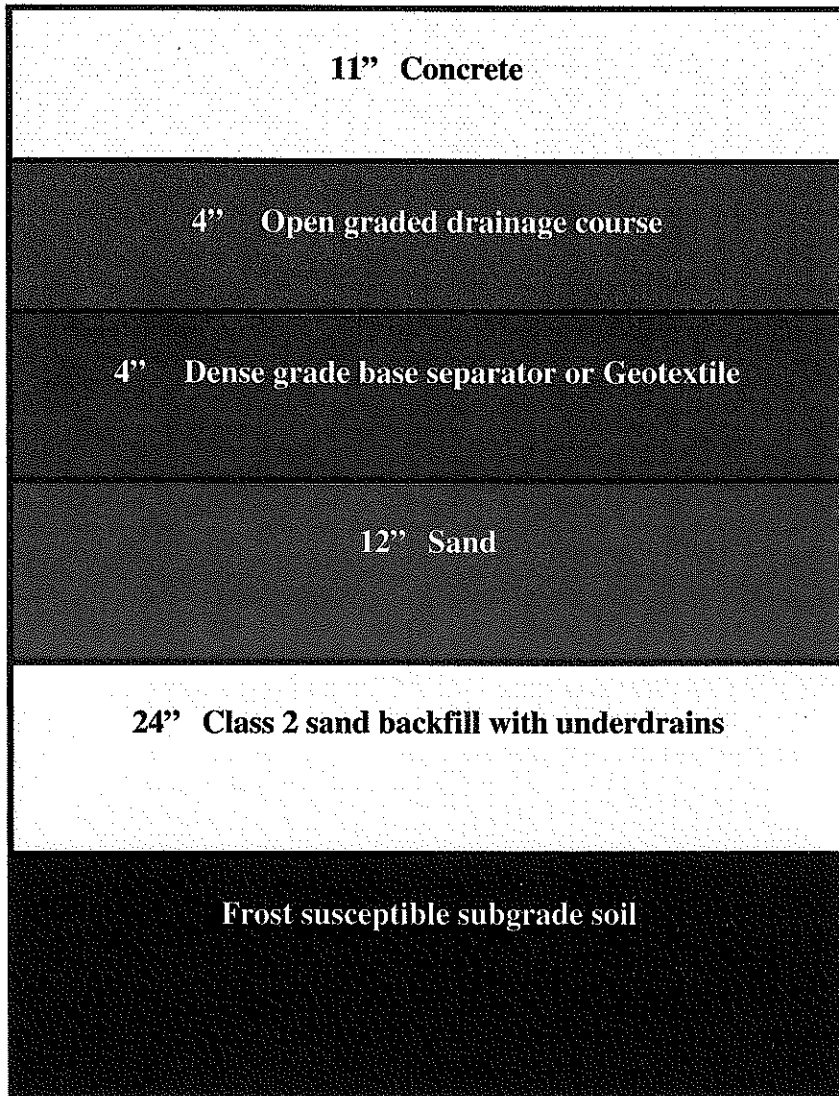 11” Concrete
4” Open graded drainage course
4” Dense grade base separator or Geotextile
12” Sand
24” Class 2 sand backfill with underdrains
Frost susceptible subgrade soil